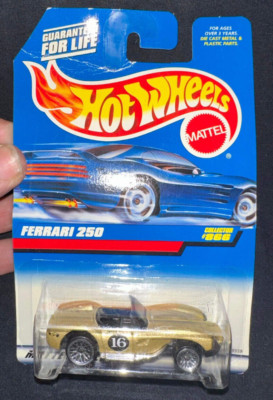 GUARANTEED
FOR LIFE
FOR AGES
OVER 3 YEARS.
DIE CAST METAL &
PLASTIC PARTS.
HOT WHEELS
MATTEL
FERRARI 250
COLLECTOR
#866
16